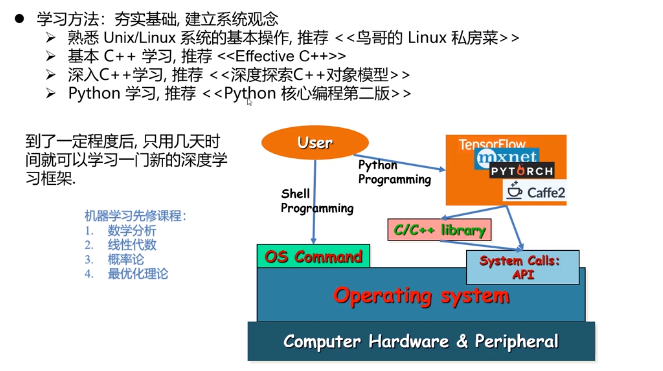 ● 学习方法：夯实基础, 建立系统观念
➢ 熟悉 Unix/Linux 系统的基本操作, 推荐 <<鸟哥的 Linux 私房菜>>
➢ 基本 C++ 学习, 推荐 <<Effective C++>>
➢ 深入C++学习, 推荐 <<深度探索C++对象模型>>
➢ Python 学习, 推荐 <<Python 核心编程第二版>>
到了一定程度后, 只用几天时
间就可以学习一门新的深度学
习框架.
机器学习先修课程：
1. 数学分析
2. 线性代数
3. 概率论
4. 最优化理论
User
Python
Programming
Shell
Programming
TensorFlow
mxnet
PYTORCH
Caffe2
C/C++ library
OS Command
System Calls:
API
Operating system
Computer Hardware & Peripheral